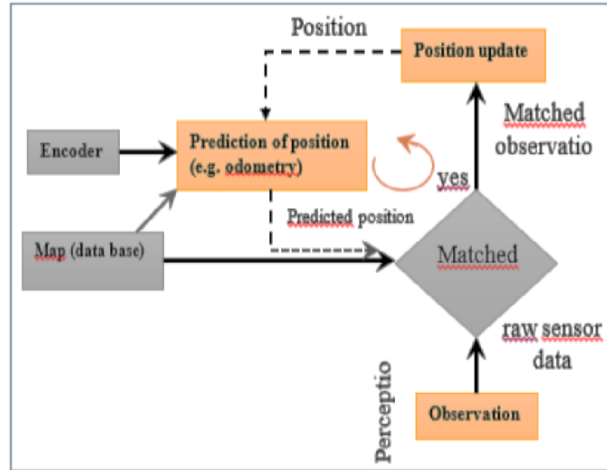 Position
Position update
Matched
observatio
Encoder
Prediction of position
(e.g. odometry)
yes
Predicted position
Map (data base)
Matched
raw sensor
data
Perceptio
Observation